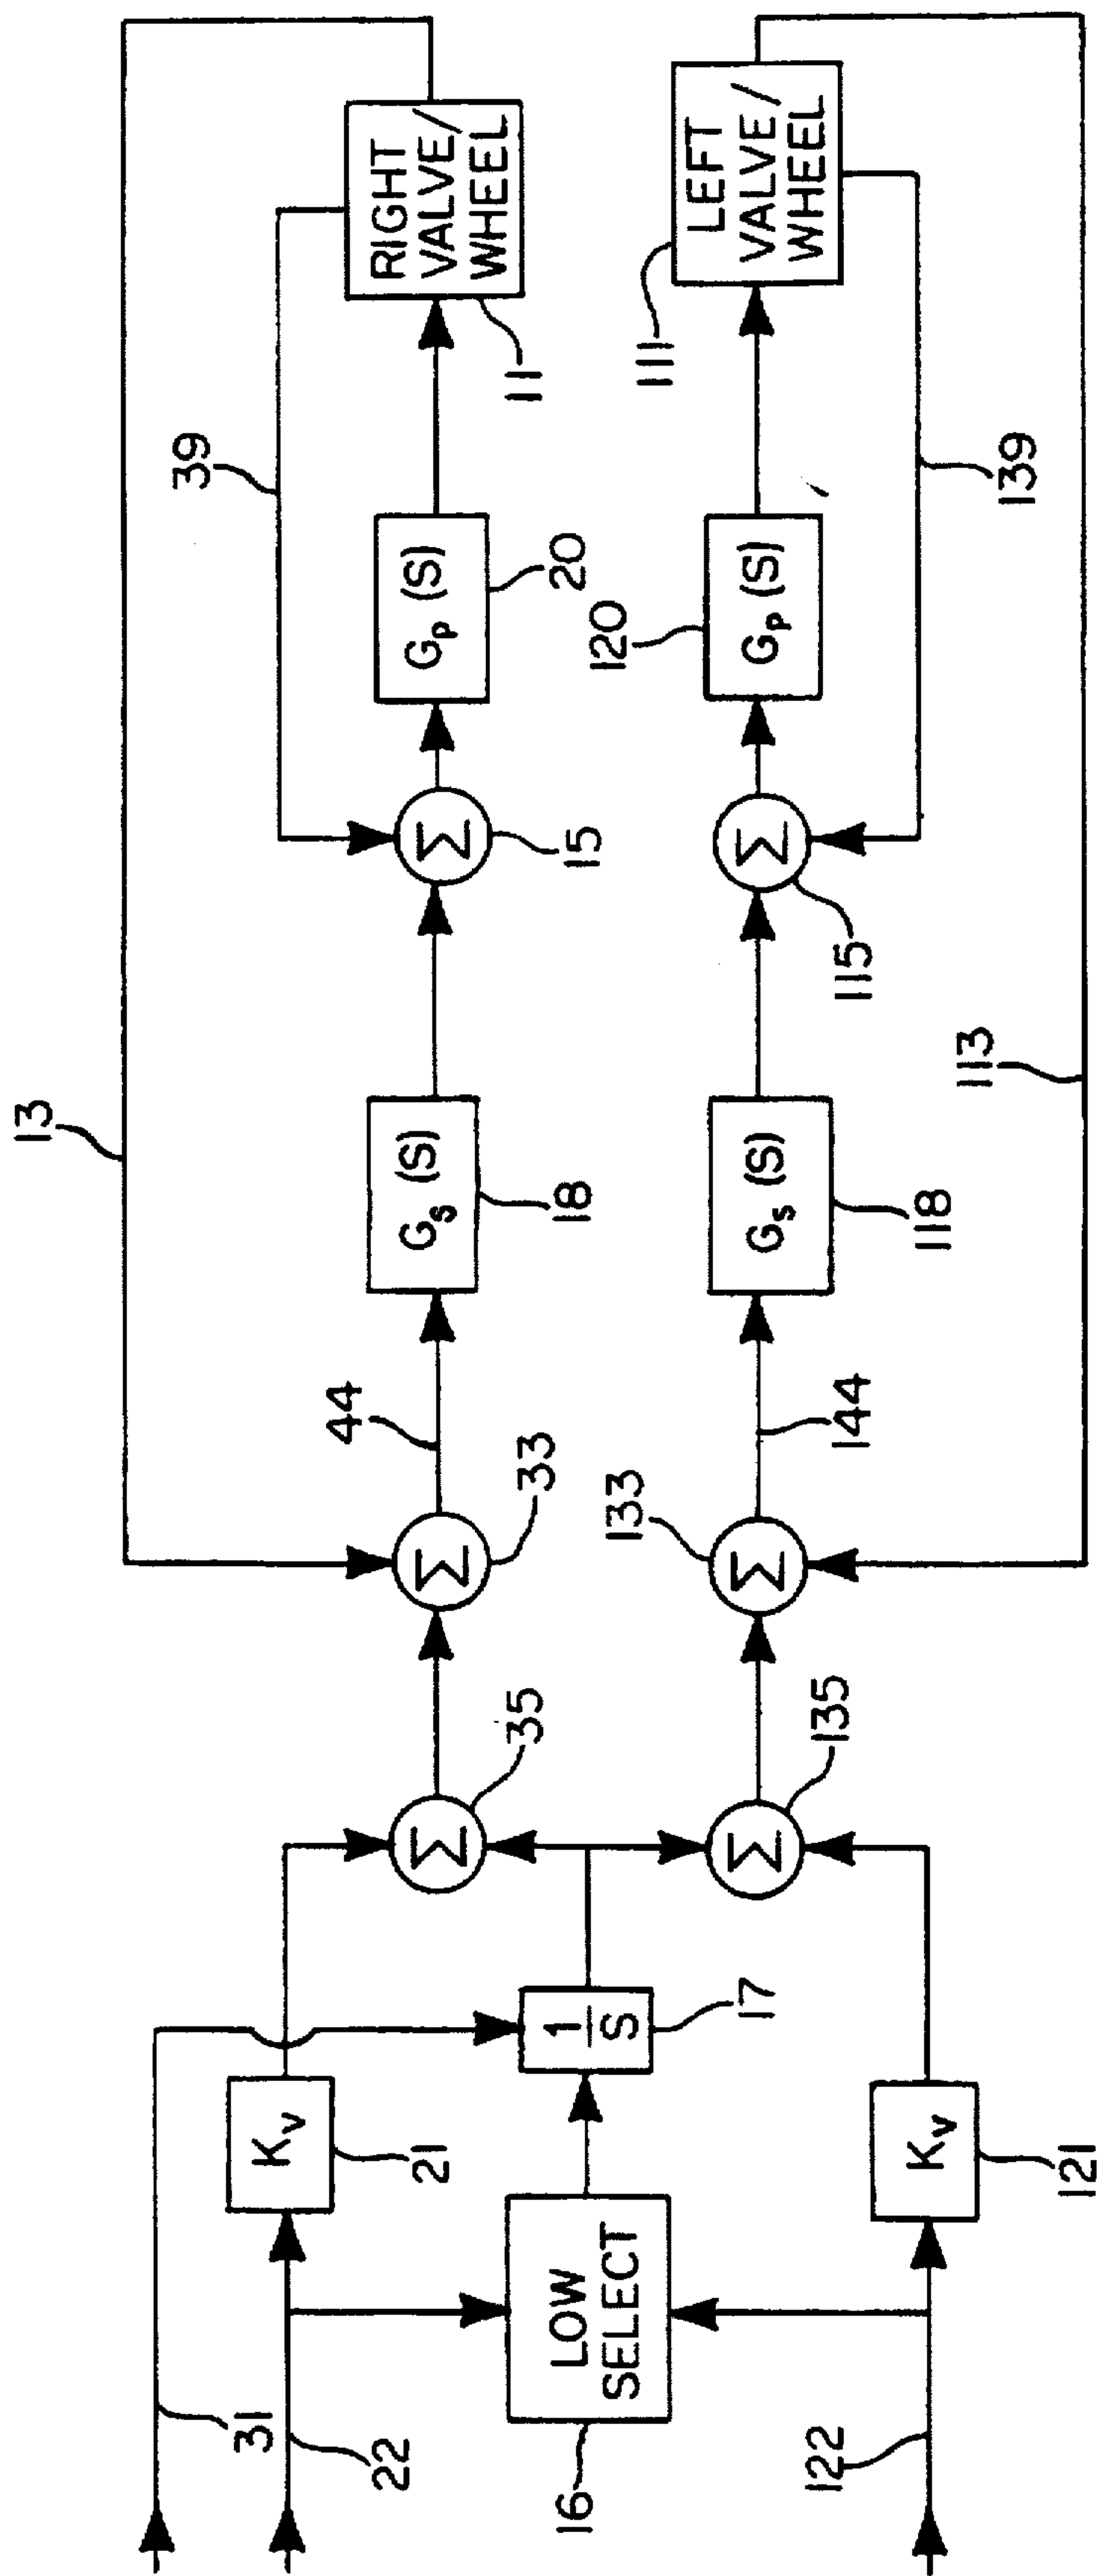 13
39
RIGHT
VALVE/
WHEEL
11
44
Gs (S)
18
Σ
15
Gp (S)
20
Σ
33
Σ
35
31
22
Kv
21
1
S
17
LOW
SELECT
16
122
Kv
121
Σ
135
Σ
133
144
Gs (S)
118
Σ
115
Gp (S)
120
LEFT
VALVE/
WHEEL
111
139
113